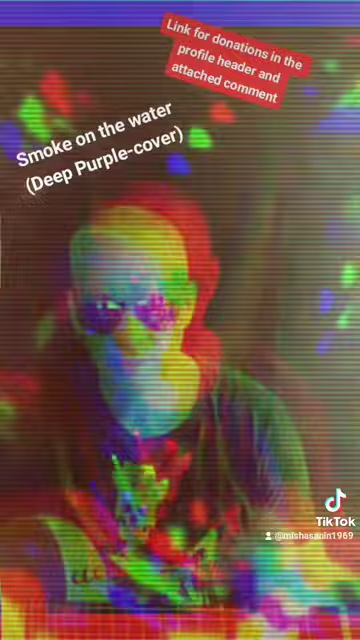 Link for donations in the
profile header and
attached comment
Smoke on the water
(Deep Purple-cover)
TikTok
@mishasanin1969